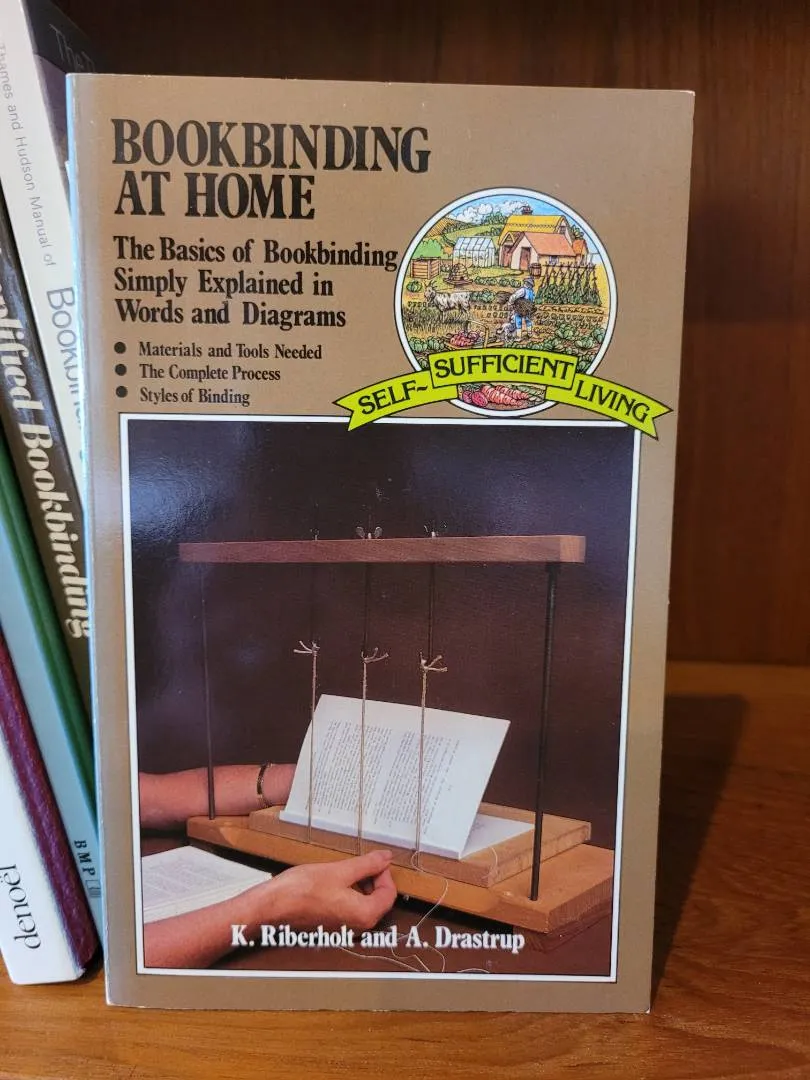 BOOKBINDING
AT HOME
The Basics of Bookbinding
Simply Explained in
Words and Diagrams
• Materials and Tools Needed
• The Complete Process
• Styles of Binding
SELF~ SUFFICIENT LIVING
K. Riberholt and A. Drastrup
Thames and Hudson Manual of
Bookbinding
BMP
denoël